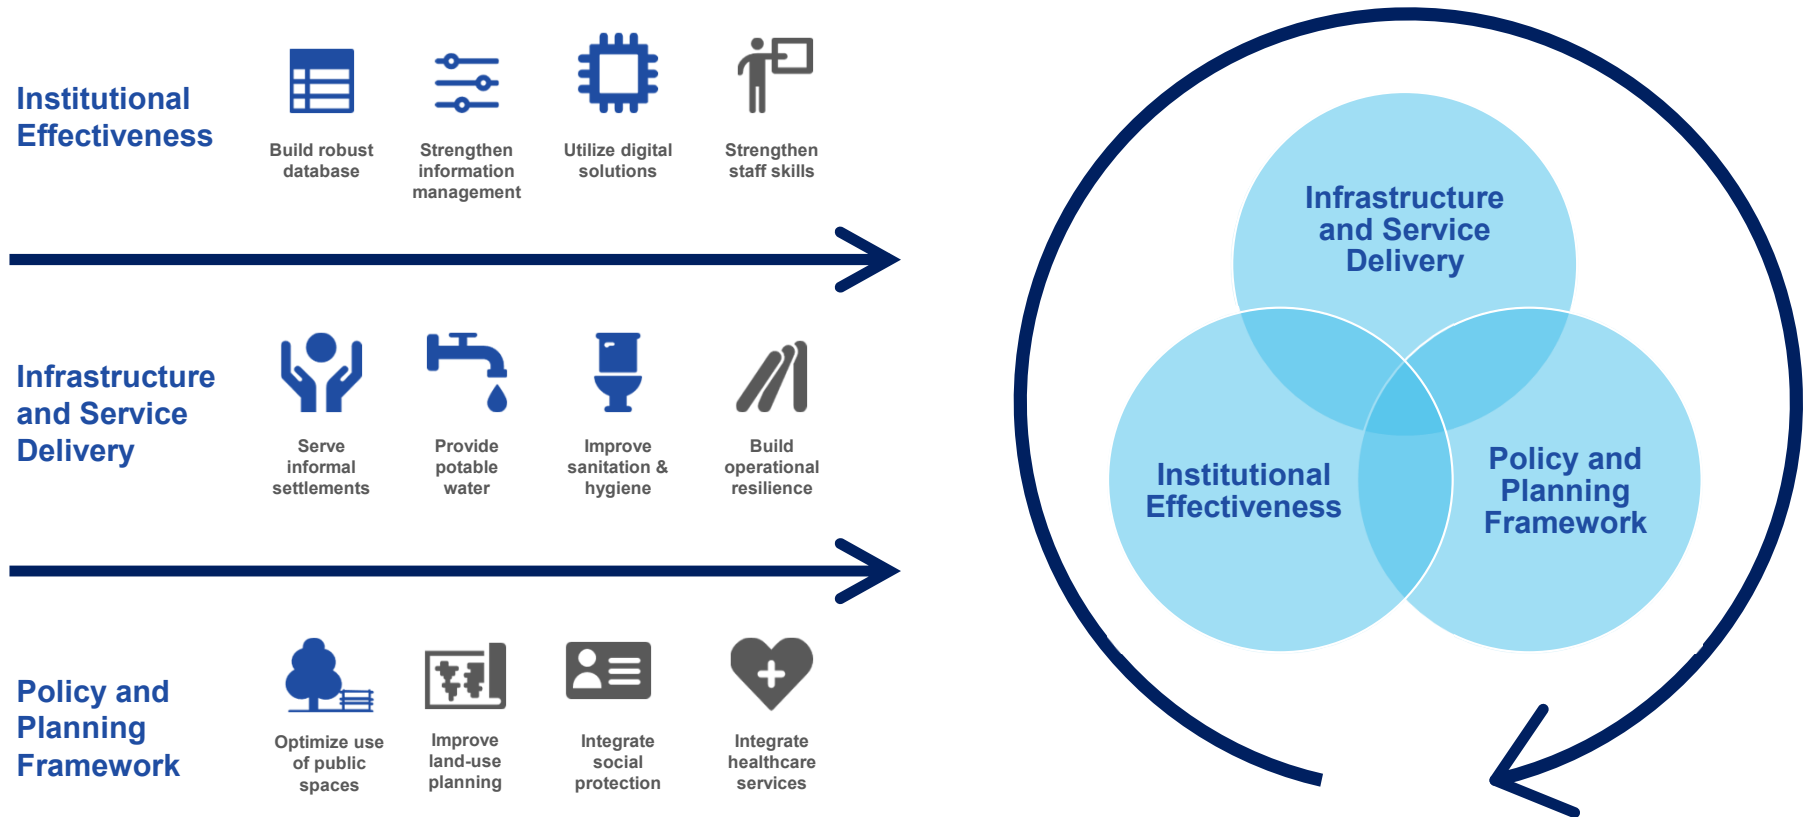 Institutional
Effectiveness
Build robust
database
Strengthen
information
management
Utilize digital
solutions
Strengthen
staff skills
Infrastructure
and Service
Delivery
Serve
informal
settlements
Provide
potable
water
Improve
sanitation &
hygiene
Build
operational
resilience
Policy and
Planning
Framework
Optimize use
of public
spaces
Improve
land-use
planning
Integrate
social
protection
Integrate
healthcare
services
Infrastructure
and Service
Delivery
Institutional
Effectiveness
Policy and
Planning
Framework